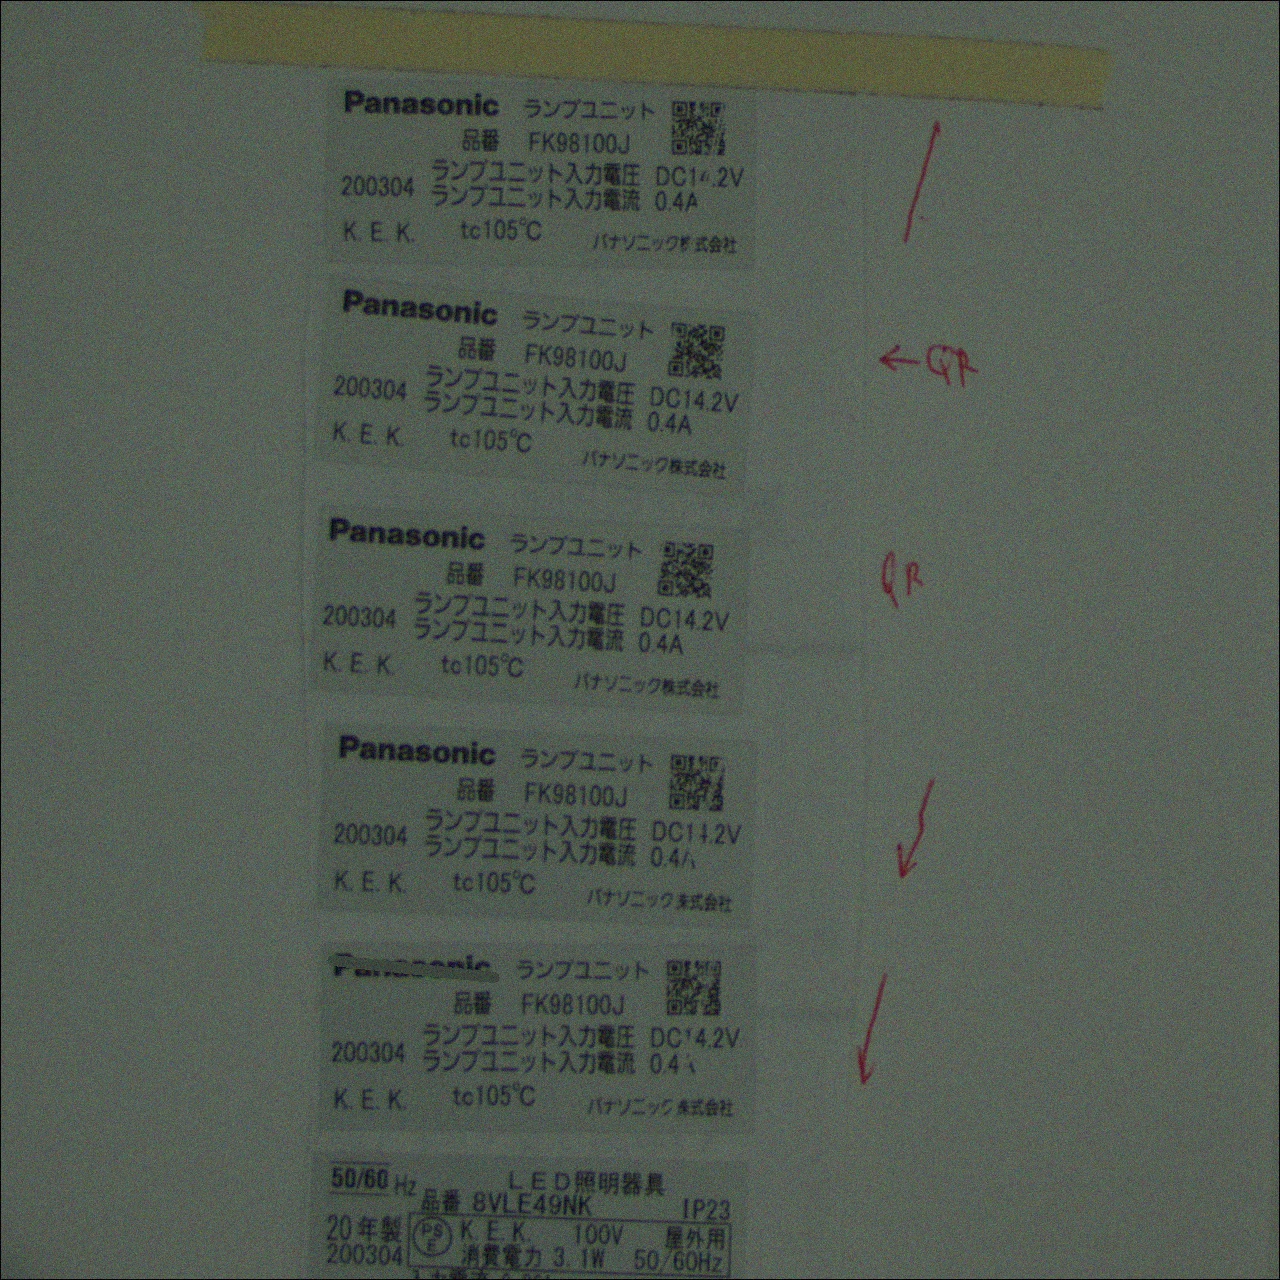 Panasonic ランプユニット
品番 FK98100J
ランプユニット入力電圧 DC14.2V
200304 ランプユニット入力電流 0.4A
K. E. K. tc105℃ パナソニック株式会社
Panasonic ランプユニット
品番 FK98100J
← QR
ランプユニット入力電圧 DC14.2V
200304 ランプユニット入力電流 0.4A
K. E. K. tc105℃ パナソニック株式会社
Panasonic ランプユニット
品番 FK98100J
QR
ランプユニット入力電圧 DC14.2V
200304 ランプユニット入力電流 0.4A
K. E. K. tc105℃ パナソニック株式会社
Panasonic ランプユニット
品番 FK98100J
ランプユニット入力電圧 DC14.2V
200304 ランプユニット入力電流 0.4A
K. E. K. tc105℃ パナソニック株式会社
Panasonic ランプユニット
品番 FK98100J
ランプユニット入力電圧 DC14.2V
200304 ランプユニット入力電流 0.4
K. E. K. tc105℃ パナソニック株式会社
50/60 Hz LED照明器具
品番 8VLE49NK IP23
20年製 PSE K. E. K. 100V 屋外用
200304 消費電力 3.1W 50/60Hz